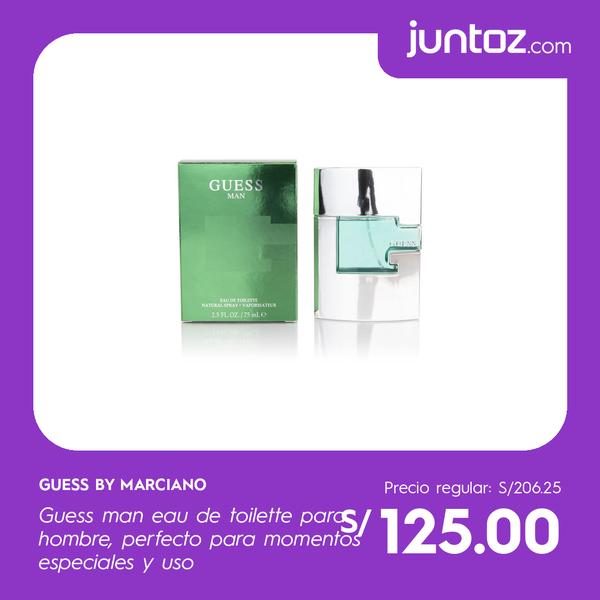 juntoz.com
GUESS
MAN
EAU DE TOILETTE
NATURAL SPRAY • VAPORISATEUR
2.5 FL. OZ. / 75 mL ℮
GUESS
GUESS BY MARCIANO
Guess man eau de toilette para
hombre, perfecto para momentos
especiales y uso
Precio regular: S/206.25
S/ 125.00